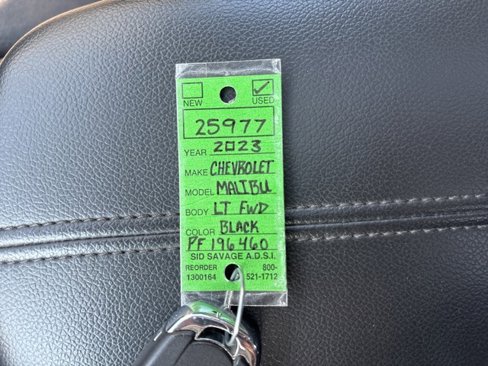 NEW USED
25977
YEAR 2023
MAKE CHEVROLET
MODEL MALIBU
BODY LT FWD
COLOR BLACK
PF196460
SID SAVAGE A.D.S.I.
REORDER 800-
1300164 521-1712